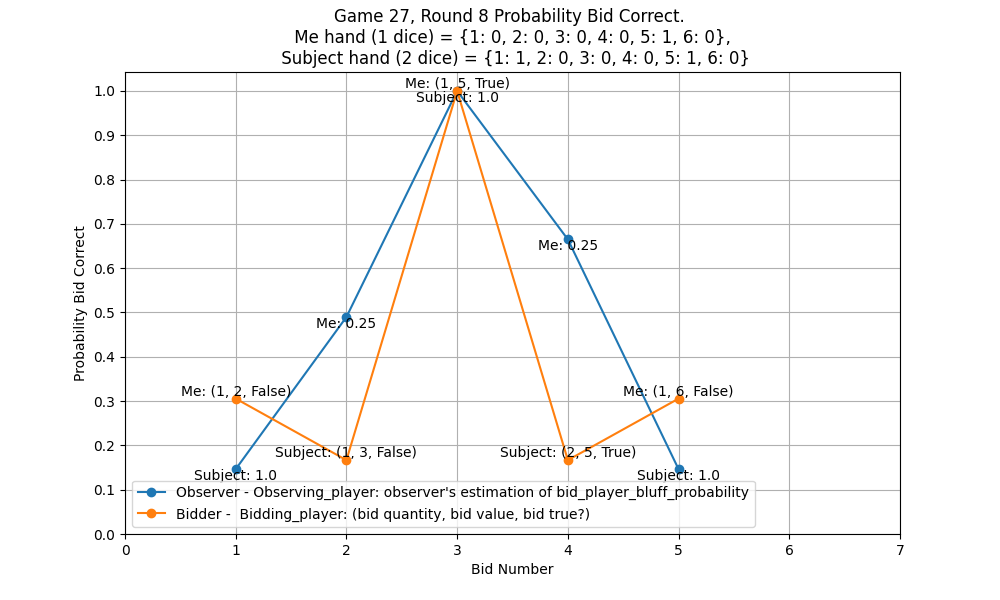 Game 27, Round 8 Probability Bid Correct.
Me hand (1 dice) = {1: 0, 2: 0, 3: 0, 4: 0, 5: 1, 6: 0},
Subject hand (2 dice) = {1: 1, 2: 0, 3: 0, 4: 0, 5: 1, 6: 0}
Me: (1, 5, True)
Subject: 1.0
Me: 0.25
Me: 0.25
Me: (1, 2, False)
Me: (1, 6, False)
Subject: (1, 3, False)
Subject: (2, 5, True)
Subject: 1.0
Subject: 1.0
Observer - Observing_player: observer's estimation of bid_player_bluff_probability
Bidder -  Bidding_player: (bid quantity, bid value, bid true?)
Probability Bid Correct
1.0
0.9
0.8
0.7
0.6
0.5
0.4
0.3
0.2
0.1
0.0
0 1 2 3 4 5 6 7
Bid Number